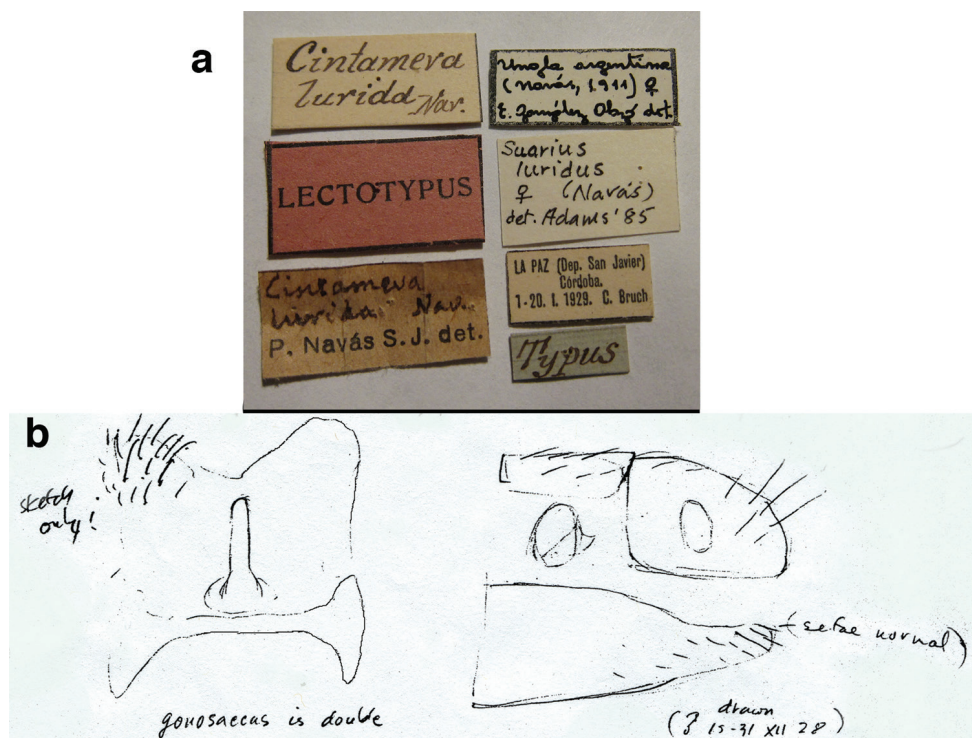 a
Cintameva
lurida Nav.
LECTOTYPUS
Cintameva
lurida Nav.
P. Navás S.J. det.
Ungla argentina
(Navás, 1911) ♀
E. González Olazo det.
Suarius
luridus
♀ (Navás)
det. Adams '85
LA PAZ (Dep. San Javier)
Córdoba.
1-20. I. 1929. C. Bruch
Typus
b
sketch
only!
gonosaccus is double
(setae normal)
drawn
15-31 XII 28)